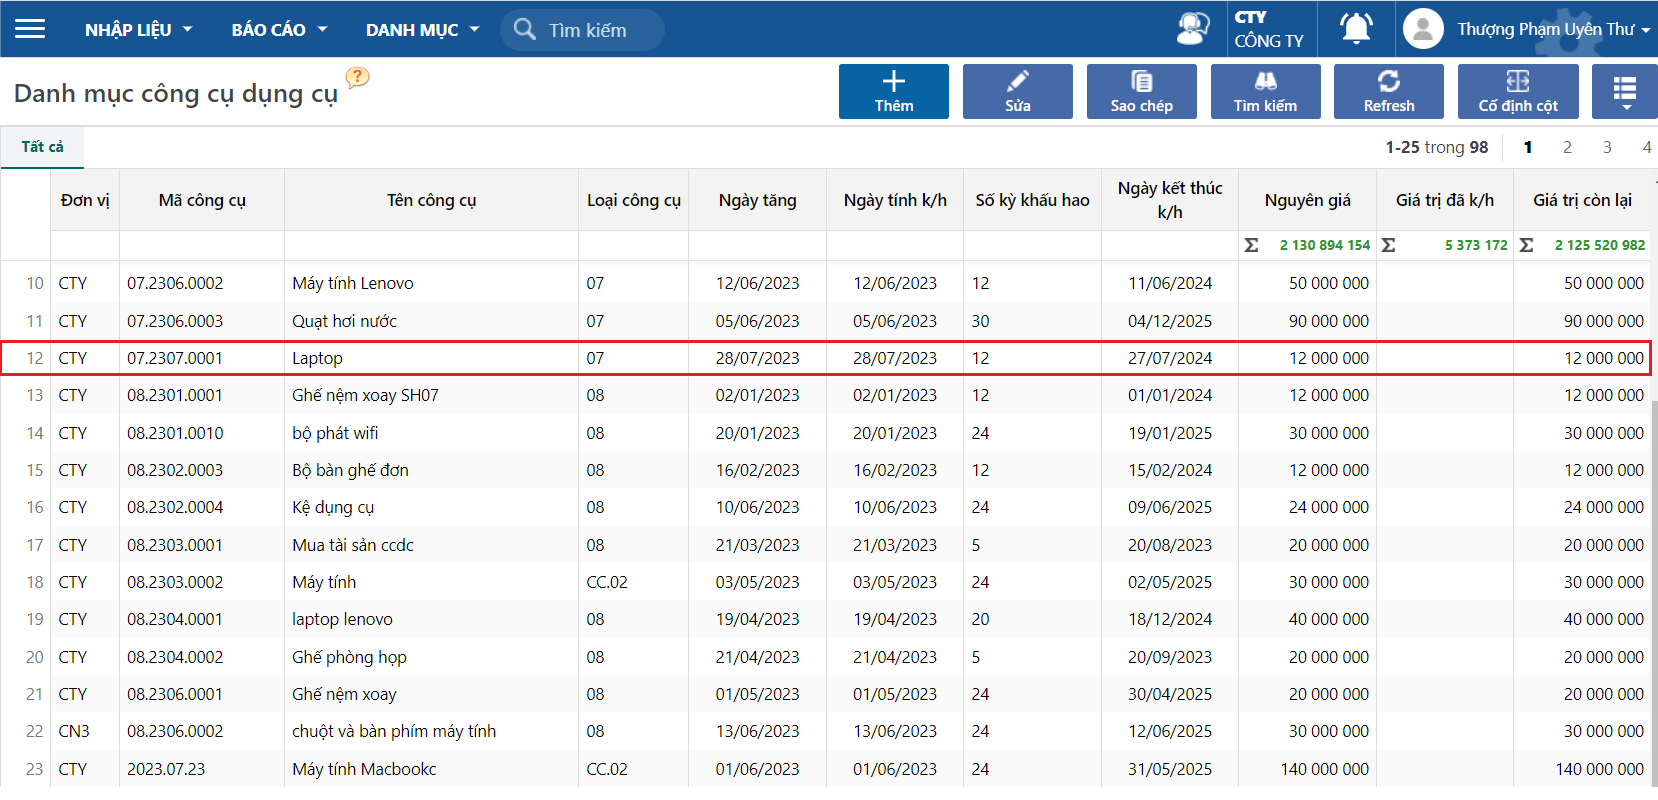 NHẬP LIỆU BÁO CÁO DANH MỤC Tìm kiếm CTY CÔNG TY Thượng Phạm Uyên Thư
Danh mục công cụ dụng cụ ? Thêm Sửa Sao chép Tìm kiếm Refresh Cố định cột
Tất cả 1-25 trong 98 1 2 3 4
Đơn vị Mã công cụ Tên công cụ Loại công cụ Ngày tăng Ngày tính k/h Số kỳ khấu hao Ngày kết thúc k/h Nguyên giá Giá trị đã k/h Giá trị còn lại
Σ 2 130 894 154 Σ 5 373 172 Σ 2 125 520 982
10 CTY 07.2306.0002 Máy tính Lenovo 07 12/06/2023 12/06/2023 12 11/06/2024 50 000 000 50 000 000
11 CTY 07.2306.0003 Quạt hơi nước 07 05/06/2023 05/06/2023 30 04/12/2025 90 000 000 90 000 000
12 CTY 07.2307.0001 Laptop 07 28/07/2023 28/07/2023 12 27/07/2024 12 000 000 12 000 000
13 CTY 08.2301.0001 Ghế nệm xoay SH07 08 02/01/2023 02/01/2023 12 01/01/2024 12 000 000 12 000 000
14 CTY 08.2301.0010 bộ phát wifi 08 20/01/2023 20/01/2023 24 19/01/2025 30 000 000 30 000 000
15 CTY 08.2302.0003 Bộ bàn ghế đơn 08 16/02/2023 16/02/2023 12 15/02/2024 12 000 000 12 000 000
16 CTY 08.2302.0004 Kệ dụng cụ 08 10/06/2023 10/06/2023 24 09/06/2025 24 000 000 24 000 000
17 CTY 08.2303.0001 Mua tài sản ccdc 08 21/03/2023 21/03/2023 5 20/08/2023 20 000 000 20 000 000
18 CTY 08.2303.0002 Máy tính CC.02 03/05/2023 03/05/2023 24 02/05/2025 30 000 000 30 000 000
19 CTY 08.2304.0001 laptop lenovo 08 19/04/2023 19/04/2023 20 18/12/2024 40 000 000 40 000 000
20 CTY 08.2304.0002 Ghế phòng họp 08 21/04/2023 21/04/2023 5 20/09/2023 20 000 000 20 000 000
21 CTY 08.2306.0001 Ghế nệm xoay 08 01/05/2023 01/05/2023 24 30/04/2025 20 000 000 20 000 000
22 CN3 08.2306.0002 chuột và bàn phím máy tính 08 13/06/2023 13/06/2023 24 12/06/2025 30 000 000 30 000 000
23 CTY 2023.07.23 Máy tính Macbookc CC.02 01/06/2023 01/06/2023 24 31/05/2025 140 000 000 140 000 000